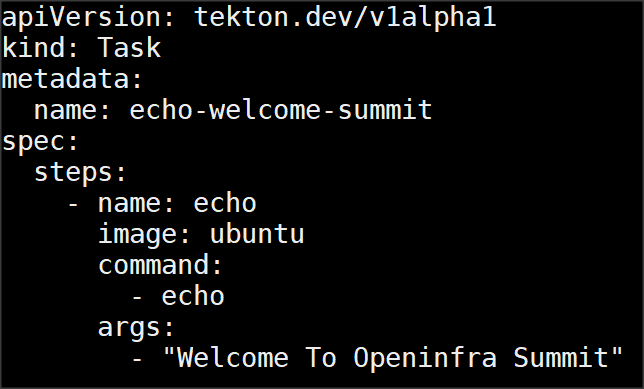 apiVersion: tekton.dev/v1alpha1
kind: Task
metadata:
  name: echo-welcome-summit
spec:
  steps:
    - name: echo
      image: ubuntu
      command:
        - echo
      args:
        - "Welcome To Openinfra Summit"